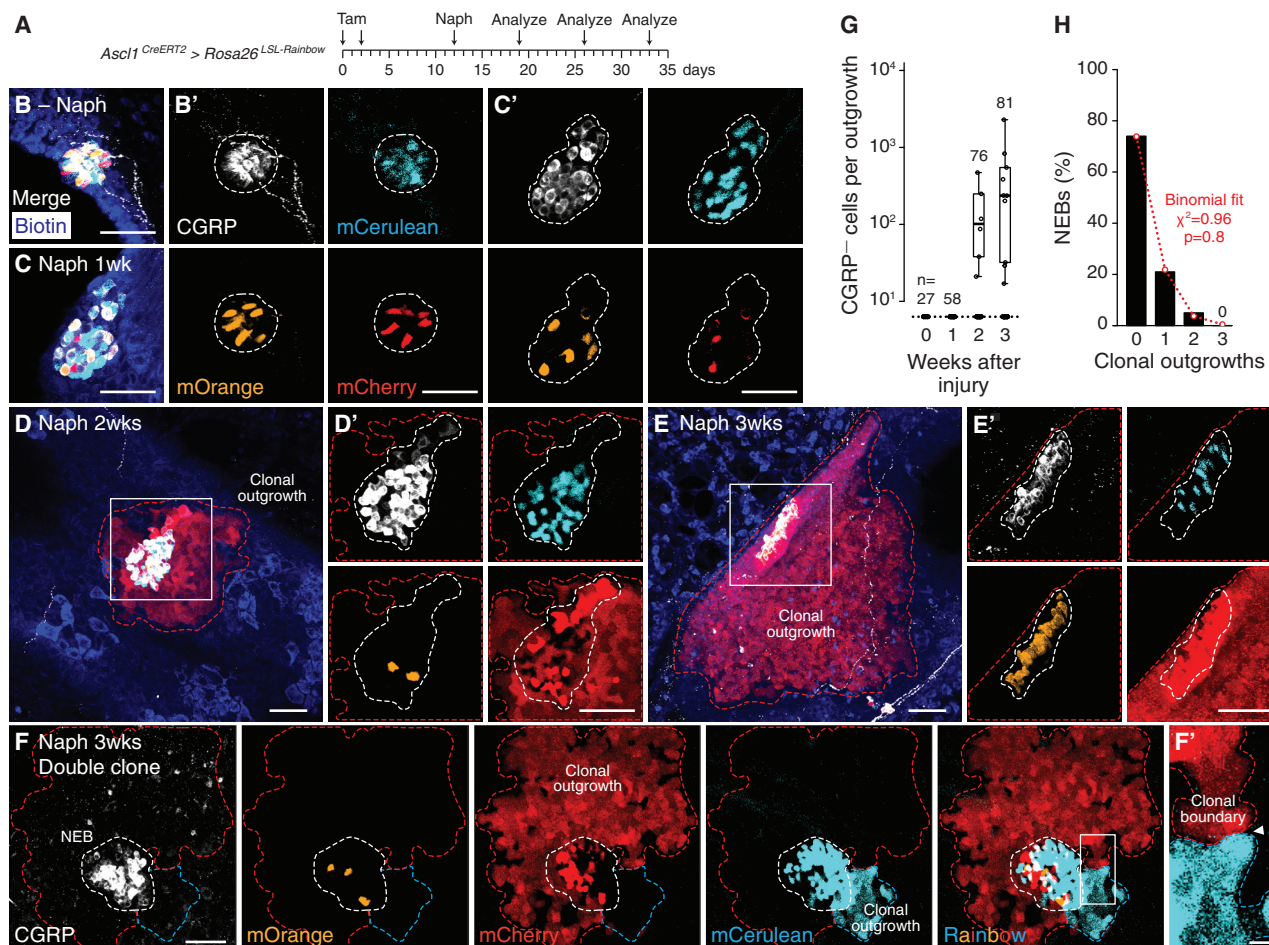 A
Ascl1 CreERT2 > Rosa26 LSL-Rainbow
Tam Naph Analyze Analyze Analyze
0 5 10 15 20 25 30 35 days
B – Naph
Merge
Biotin
B'
CGRP
mCerulean
C'
C Naph 1wk
mOrange
mCherry
D Naph 2wks
Clonal
outgrowth
D'
E Naph 3wks
Clonal
outgrowth
E'
F Naph 3wks
Double clone
NEB
CGRP
mOrange
Clonal
outgrowth
mCherry
Clonal
outgrowth
mCerulean
Rainbow
F'
Clonal
boundary
G
CGRP– cells per outgrowth
10⁴
10³
10²
10¹
n=
27
58
76
81
0 1 2 3
Weeks after
injury
H
NEBs (%)
100
80
60
40
20
0
Binomial fit
χ²=0.96
p=0.8
0
0 1 2 3
Clonal outgrowths